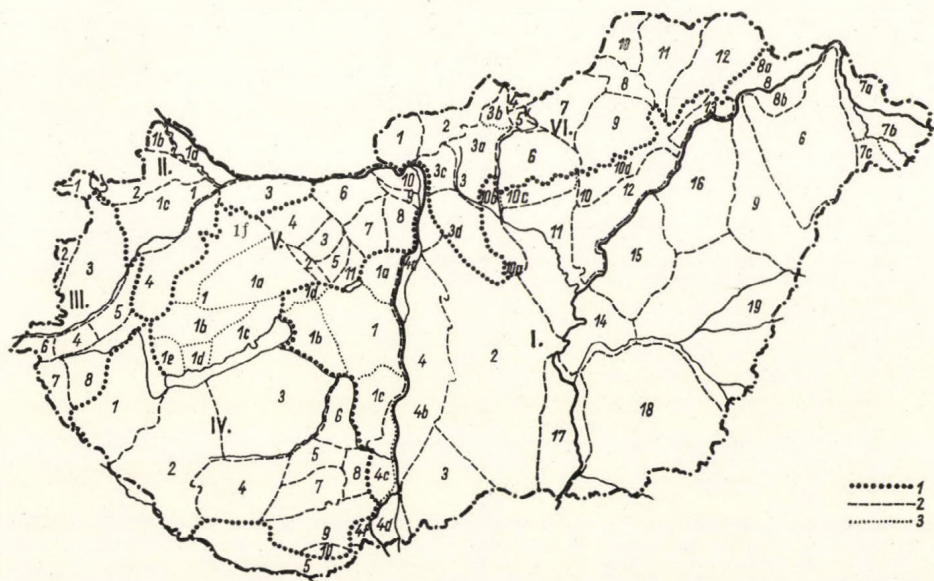 10 11 12 8a
8 7a
1 2 4 3b 5 7 8 13 8b
1b 1a VI. 9 6 7b
II. 3a 7c
1 2 1c 1 3 6 10 3c 3 6 10d
9 10b 10c 10 12 16 9
1f 4 7 8 3d 11
2 V. 3 5 11 1a 4a 10a 15
3 4 1a 1d
III. 5 1 1b 1c 1b 1 4 2 I. 14 19
6 4 1e 1d
7 8 1 3 1c 18
IV. 6 4b 17
2 5 8 4c 3
4 7
9 4d
10
5
1
2
3